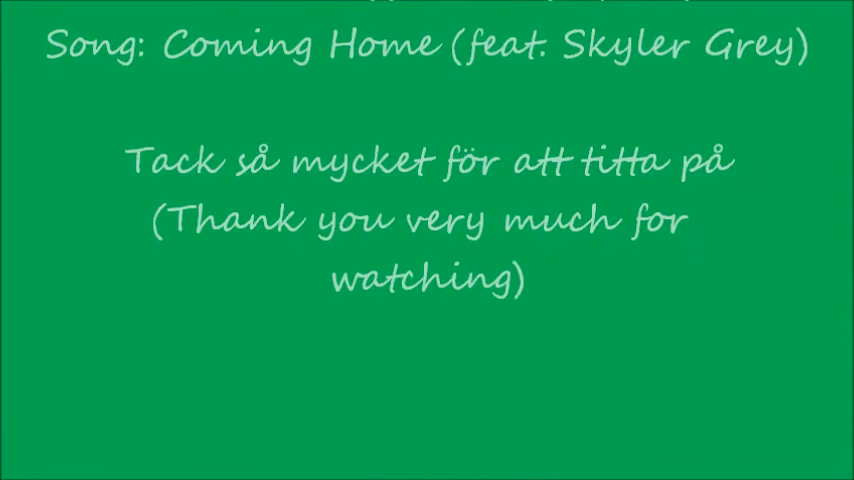 Song: Coming Home (feat. Skyler Grey)
Tack så mycket för att titta på
(Thank you very much for
watching)